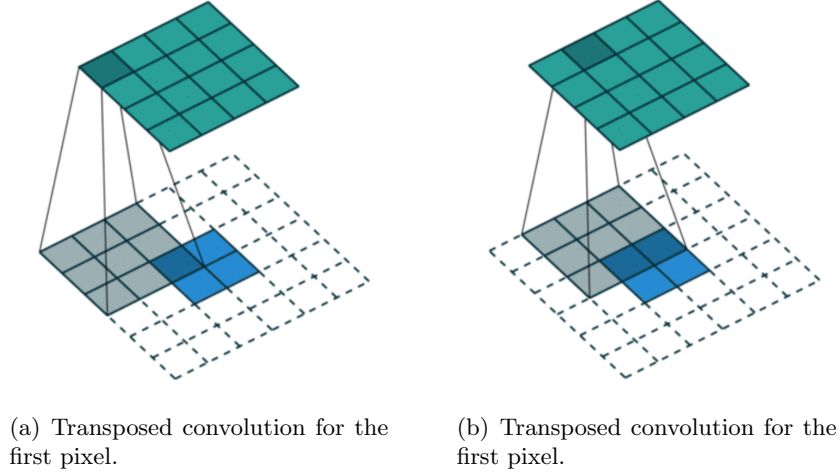 (a) Transposed convolution for the
first pixel.
(b) Transposed convolution for the
first pixel.